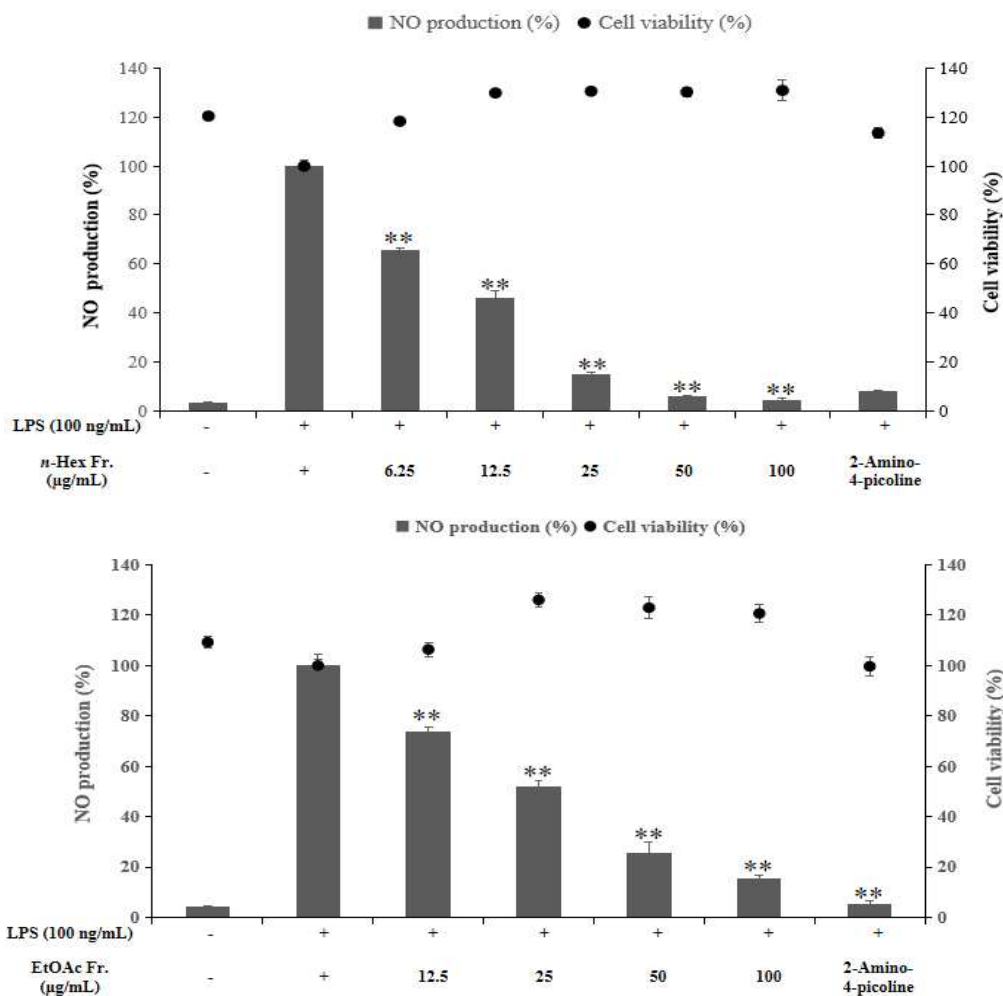 NO production (%) Cell viability (%)
140 140
120 120
** 100 100
NO production (%) Cell viability (%)
80 80
**
60 60
**
40 40
20 ** 20
** **
0 0
LPS (100 ng/mL) - + + + + + + +
n-Hex Fr. (μg/mL) - + 6.25 12.5 25 50 100 2-Amino-4-picoline
NO production (%) Cell viability (%)
140 140
120 120
100 100
NO production (%) Cell viability (%)
80 ** 80
60 ** 60
40 40
**
20 ** 20
**
0 0
LPS (100 ng/mL) - + + + + + +
EtOAc Fr. (μg/mL) - + 12.5 25 50 100 2-Amino-4-picoline